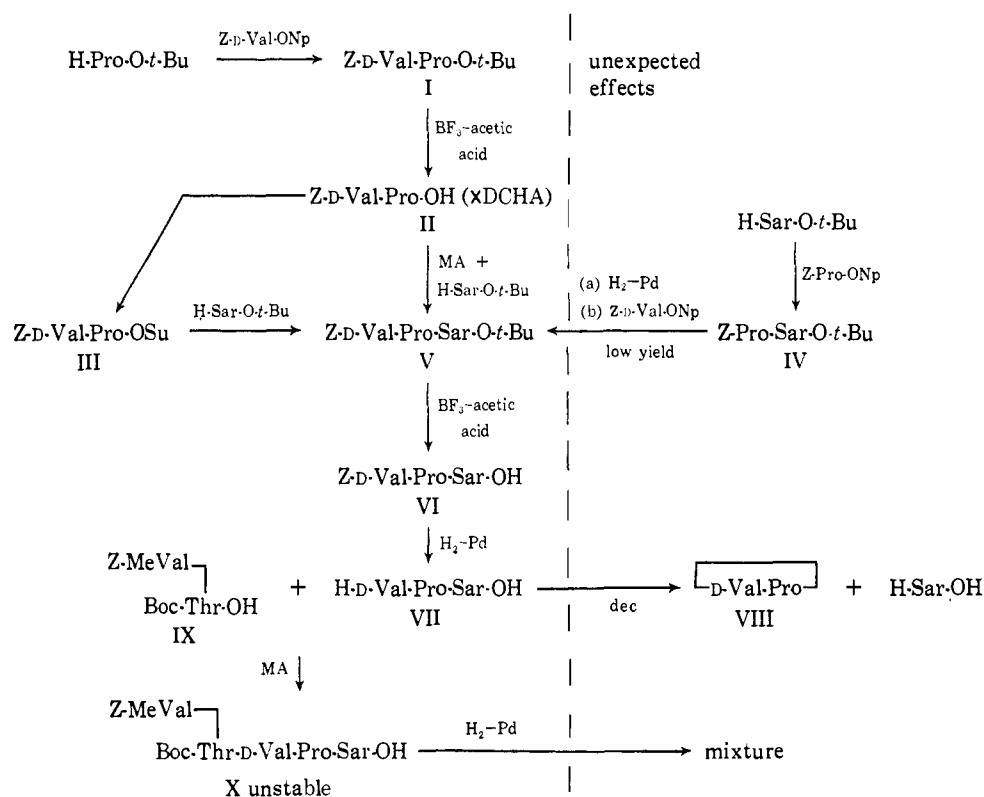 H·Pro·O-t-Bu
Z-D-Val-ONp
Z-D-Val·Pro·O-t-Bu
I
unexpected
effects
BF₃–acetic
acid
Z-D-Val·Pro·OH (xDCHA)
II
H·Sar·O-t-Bu
Z-Pro-ONp
MA +
H-Sar-O-t-Bu
(a) H₂–Pd
(b) Z-D-Val-ONp
low yield
Z-D-Val·Pro·OSu
III
H-Sar-O-t-Bu
Z-D-Val·Pro·Sar·O-t-Bu
V
Z-Pro·Sar·O-t-Bu
IV
BF₃–acetic
acid
Z-D-Val·Pro·Sar·OH
VI
H₂–Pd
Z-MeVal
Boc·Thr·OH
IX
+
H·D-Val·Pro·Sar·OH
VII
dec
D-Val·Pro
VIII
+
H·Sar·OH
MA
Z-MeVal
Boc·Thr-D-Val·Pro·Sar·OH
X unstable
H₂–Pd
mixture